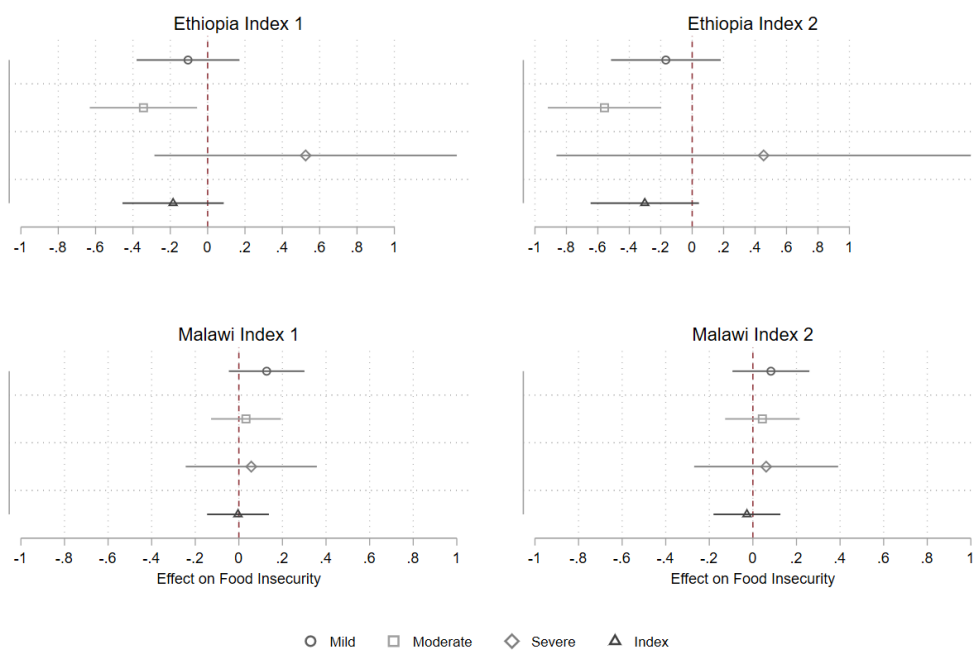 Ethiopia Index 1
-1 -.8 -.6 -.4 -.2 0 .2 .4 .6 .8 1
Ethiopia Index 2
-1 -.8 -.6 -.4 -.2 0 .2 .4 .6 .8 1
Malawi Index 1
-1 -.8 -.6 -.4 -.2 0 .2 .4 .6 .8 1
Effect on Food Insecurity
Malawi Index 2
-1 -.8 -.6 -.4 -.2 0 .2 .4 .6 .8 1
Effect on Food Insecurity
Mild Moderate Severe Index